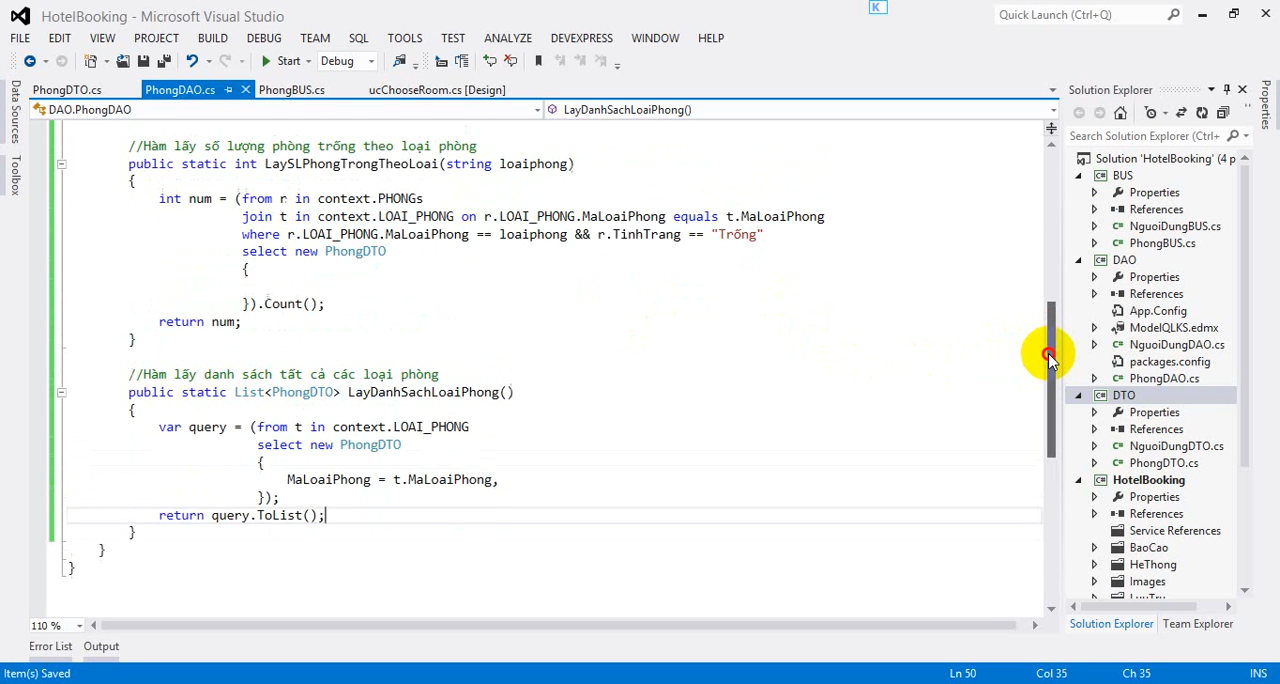 HotelBooking - Microsoft Visual Studio
K
Quick Launch (Ctrl+Q)
FILE EDIT VIEW PROJECT BUILD DEBUG TEAM SQL TOOLS TEST ANALYZE DEVEXPRESS WINDOW HELP
Start Debug
PhongDTO.cs PhongDAO.cs PhongBUS.cs ucChooseRoom.cs [Design]
DAO.PhongDAO LayDanhSachLoaiPhong()
Data Sources
Toolbox
//Hàm lấy số lượng phòng trống theo loại phòng
public static int LaySLPhongTrongTheoLoai(string loaiphong)
{
int num = (from r in context.PHONGs
join t in context.LOAI_PHONG on r.LOAI_PHONG.MaLoaiPhong equals t.MaLoaiPhong
where r.LOAI_PHONG.MaLoaiPhong == loaiphong && r.TinhTrang == "Trống"
select new PhongDTO
{
}).Count();
return num;
}
//Hàm lấy danh sách tất cả các loại phòng
public static List<PhongDTO> LayDanhSachLoaiPhong()
{
var query = (from t in context.LOAI_PHONG
select new PhongDTO
{
MaLoaiPhong = t.MaLoaiPhong,
});
return query.ToList();
}
}
}
110 %
Solution Explorer
Search Solution Explorer (Ctrl+
Solution 'HotelBooking' (4 p
BUS
Properties
References
NguoiDungBUS.cs
PhongBUS.cs
DAO
Properties
References
App.Config
ModelQLKS.edmx
NguoiDungDAO.cs
packages.config
PhongDAO.cs
DTO
Properties
References
NguoiDungDTO.cs
PhongDTO.cs
HotelBooking
Properties
References
Service References
BaoCao
HeThong
Images
LuuTru
Solution Explorer Team Explorer
Properties
Error List Output
Item(s) Saved Ln 50 Col 35 Ch 35 INS